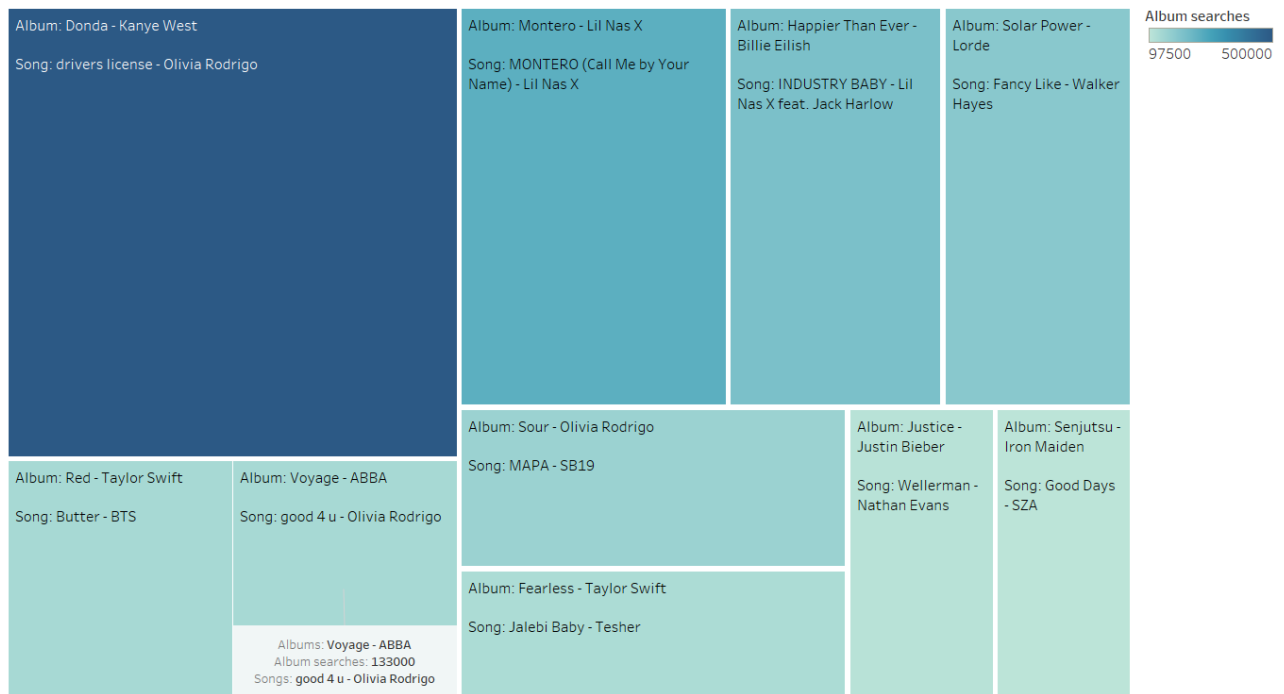 Album: Donda - Kanye West
Song: drivers license - Olivia Rodrigo
Album: Montero - Lil Nas X
Song: MONTERO (Call Me by Your
Name) - Lil Nas X
Album: Happier Than Ever -
Billie Eilish
Song: INDUSTRY BABY - Lil
Nas X feat. Jack Harlow
Album: Solar Power -
Lorde
Song: Fancy Like - Walker
Hayes
Album searches
97500 500000
Album: Red - Taylor Swift
Song: Butter - BTS
Album: Voyage - ABBA
Song: good 4 u - Olivia Rodrigo
Albums: Voyage - ABBA
Album searches: 133000
Songs: good 4 u - Olivia Rodrigo
Album: Sour - Olivia Rodrigo
Song: MAPA - SB19
Album: Fearless - Taylor Swift
Song: Jalebi Baby - Tesher
Album: Justice -
Justin Bieber
Song: Wellerman -
Nathan Evans
Album: Senjutsu -
Iron Maiden
Song: Good Days
- SZA